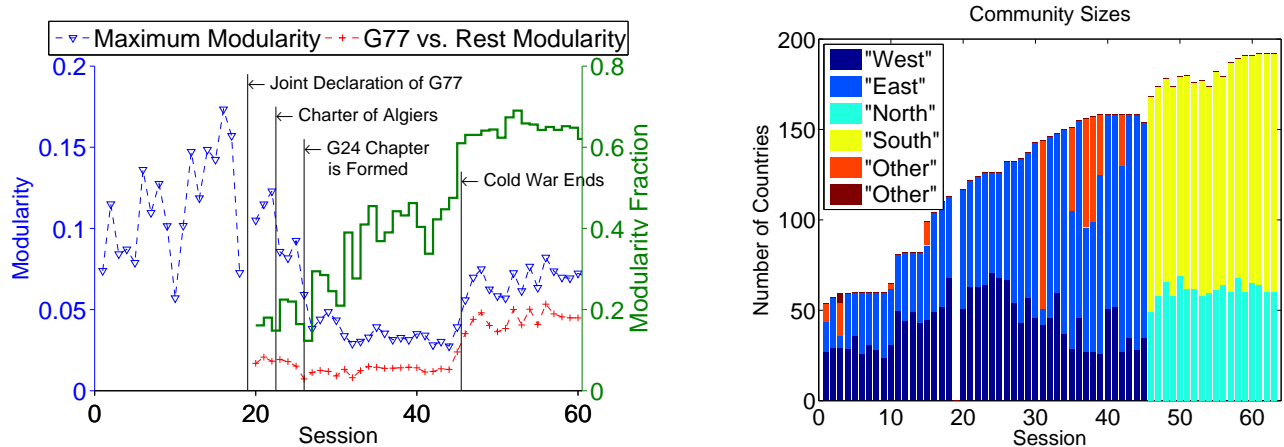 Maximum Modularity
G77 vs. Rest Modularity
0.2
0.15
0.1
0.05
0
Modularity
0.8
0.6
0.4
0.2
0
Modularity Fraction
← Joint Declaration of G77
← Charter of Algiers
← G24 Chapter
is Formed
← Cold War Ends
0
20
40
60
Session
Community Sizes
200
150
100
50
0
Number of Countries
"West"
"East"
"North"
"South"
"Other"
"Other"
0
10
20
30
40
50
60
Session